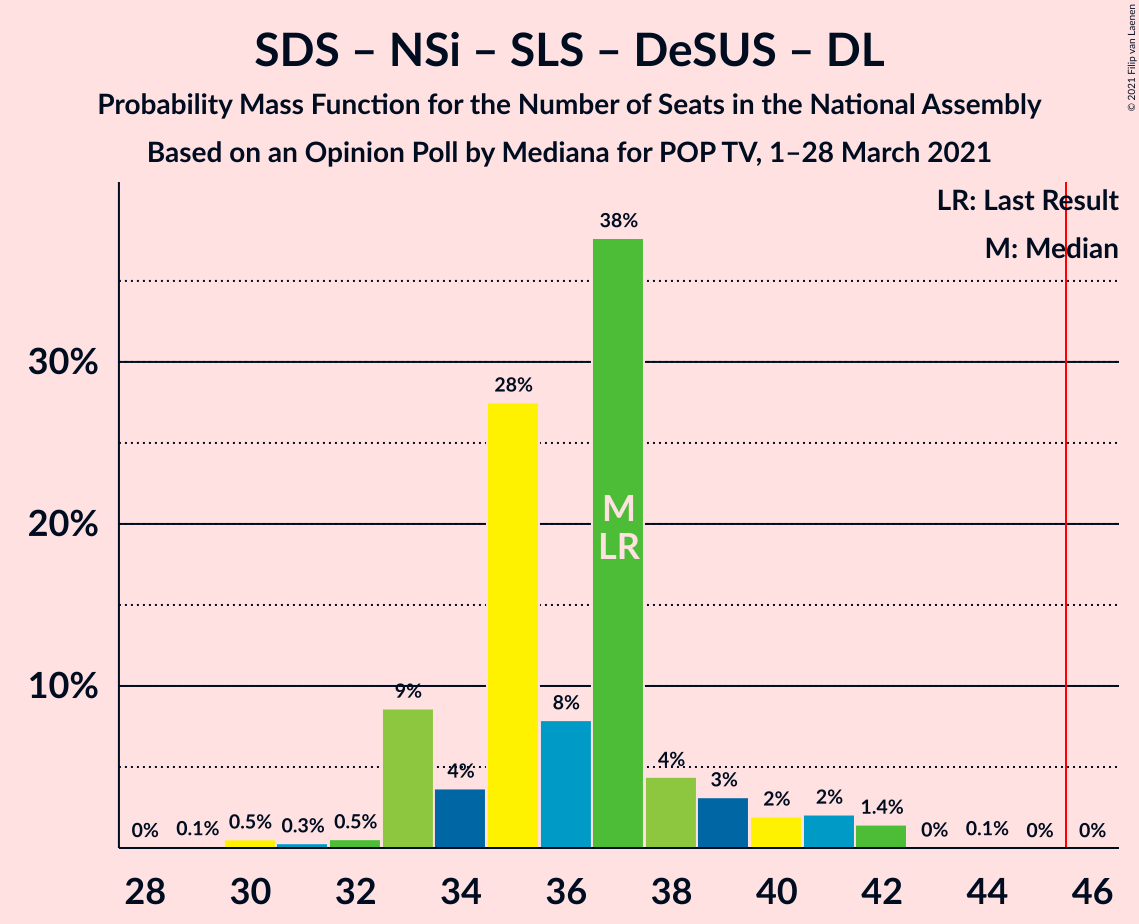 SDS – NSi – SLS – DeSUS – DL
Probability Mass Function for the Number of Seats in the National Assembly
Based on an Opinion Poll by Mediana for POP TV, 1–28 March 2021
© 2021 Filip van Laenen
LR: Last Result
M: Median
38%
30%
28%
20%
M
LR
10%
9%
8%
4%
4%
3%
2%
2%
1.4%
0%
0.1%
0.5%
0.3%
0.5%
0%
0.1%
0%
0%
28 30 32 34 36 38 40 42 44 46